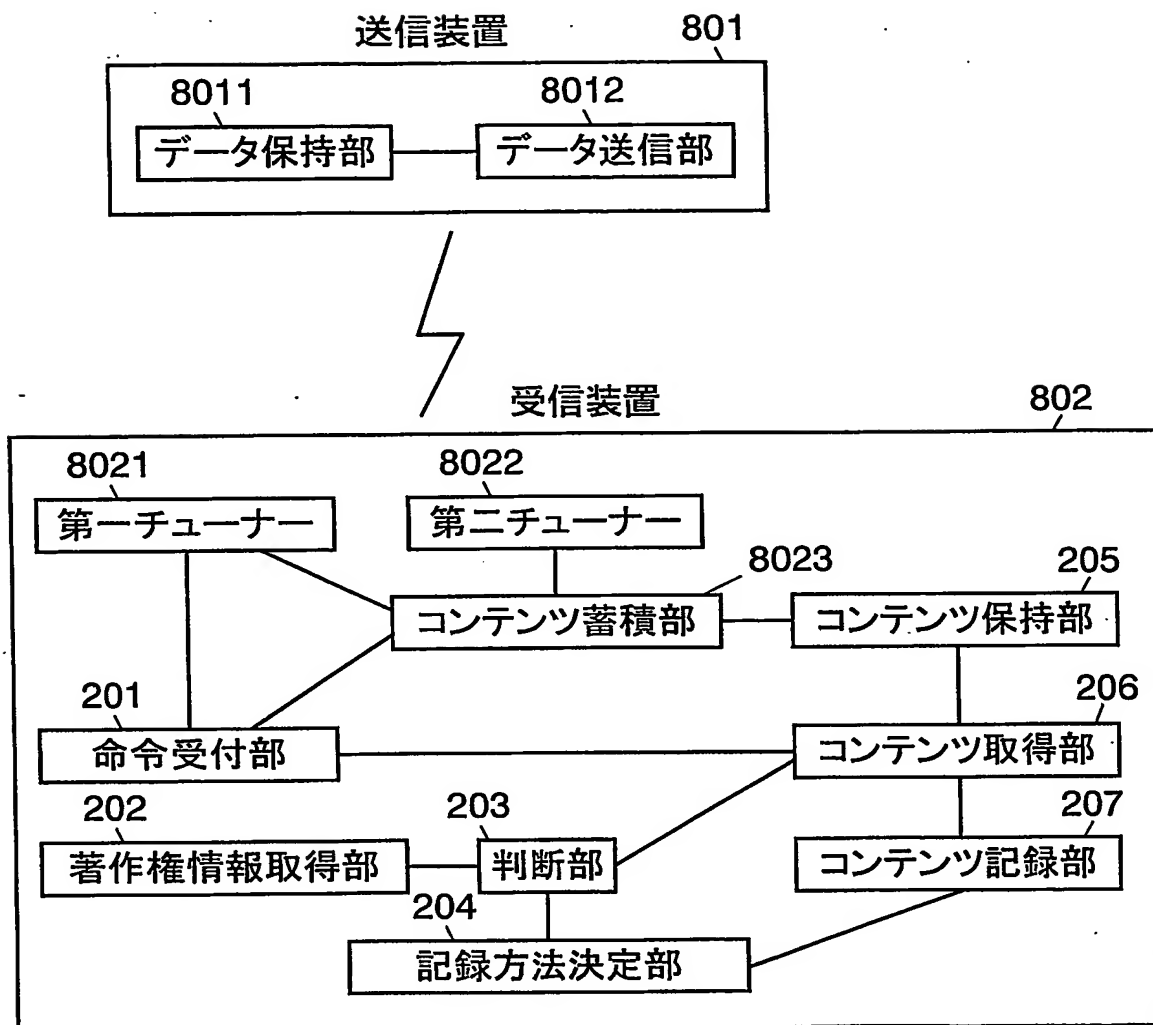 送信装置
801
8011
8012
データ保持部
データ送信部
受信装置
802
8021
8022
第一チューナー
第二チューナー
8023
205
コンテンツ蓄積部
コンテンツ保持部
201
206
命令受付部
コンテンツ取得部
202
203
207
著作権情報取得部
判断部
コンテンツ記録部
204
記録方法決定部